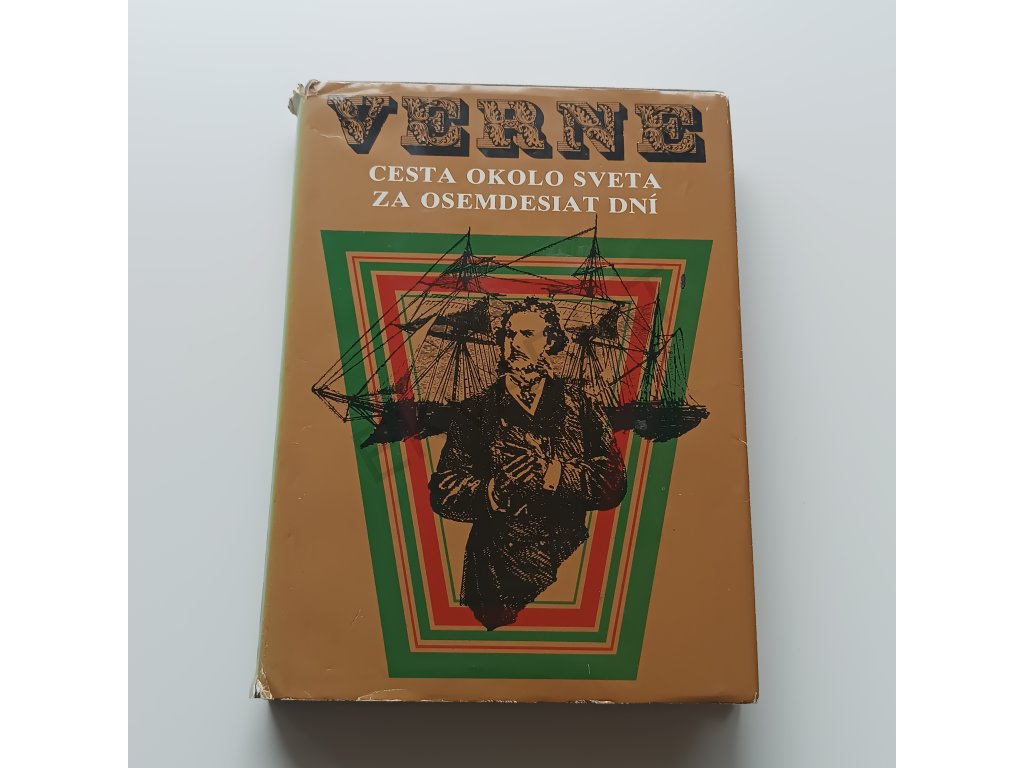 VERNE
CESTA OKOLO SVETA
ZA OSEMDESIAT DNÍ